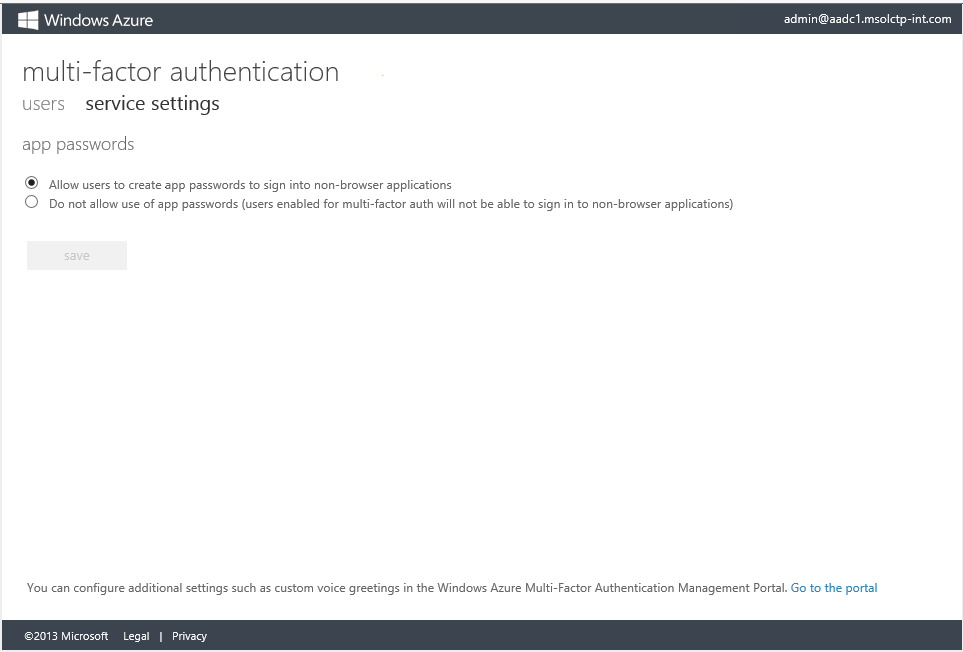 Windows Azure
admin@aadc1.msolctp-int.com
multi-factor authentication
users service settings
app passwords
Allow users to create app passwords to sign into non-browser applications
Do not allow use of app passwords (users enabled for multi-factor auth will not be able to sign in to non-browser applications)
save
You can configure additional settings such as custom voice greetings in the Windows Azure Multi-Factor Authentication Management Portal. Go to the portal
©2013 Microsoft Legal | Privacy